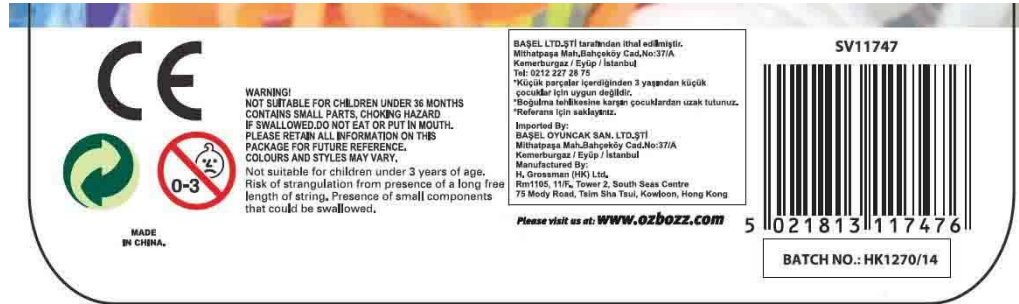 CE
0-3
MADE
IN CHINA.
WARNING!
NOT SUITABLE FOR CHILDREN UNDER 36 MONTHS
CONTAINS SMALL PARTS, CHOKING HAZARD
IF SWALLOWED.DO NOT EAT OR PUT IN MOUTH.
PLEASE RETAIN ALL INFORMATION ON THIS
PACKAGE FOR FUTURE REFERENCE.
COLOURS AND STYLES MAY VARY.
Not suitable for children under 3 years of age.
Risk of strangulation from presence of a long free
length of string. Presence of small components
that could be swallowed.
BAŞEL LTD.ŞTİ tarafından ithal edilmiştir.
Mithatpaşa Mah.Bahçeköy Cad.No:37/A
Kemerburgaz / Eyüp / İstanbul
Tel: 0212 227 28 75
*Küçük parçalar içerdiğinden 3 yaşından küçük
çocuklar için uygun değildir.
*Boğulma tehlikesine karşın çocuklardan uzak tutunuz.
*Referans için saklayınız.
Imported By:
BAŞEL OYUNCAK SAN. LTD.ŞTİ
Mithatpaşa Mah.Bahçeköy Cad.No:37/A
Kemerburgaz / Eyüp / İstanbul
Manufactured By:
H. Grossman (HK) Ltd.
Rm1105, 11/F., Tower 2, South Seas Centre
75 Mody Road, Tsim Sha Tsui, Kowloon, Hong Kong
Please visit us at: www.ozbozz.com
SV11747
5 021813 117476
BATCH NO.: HK1270/14